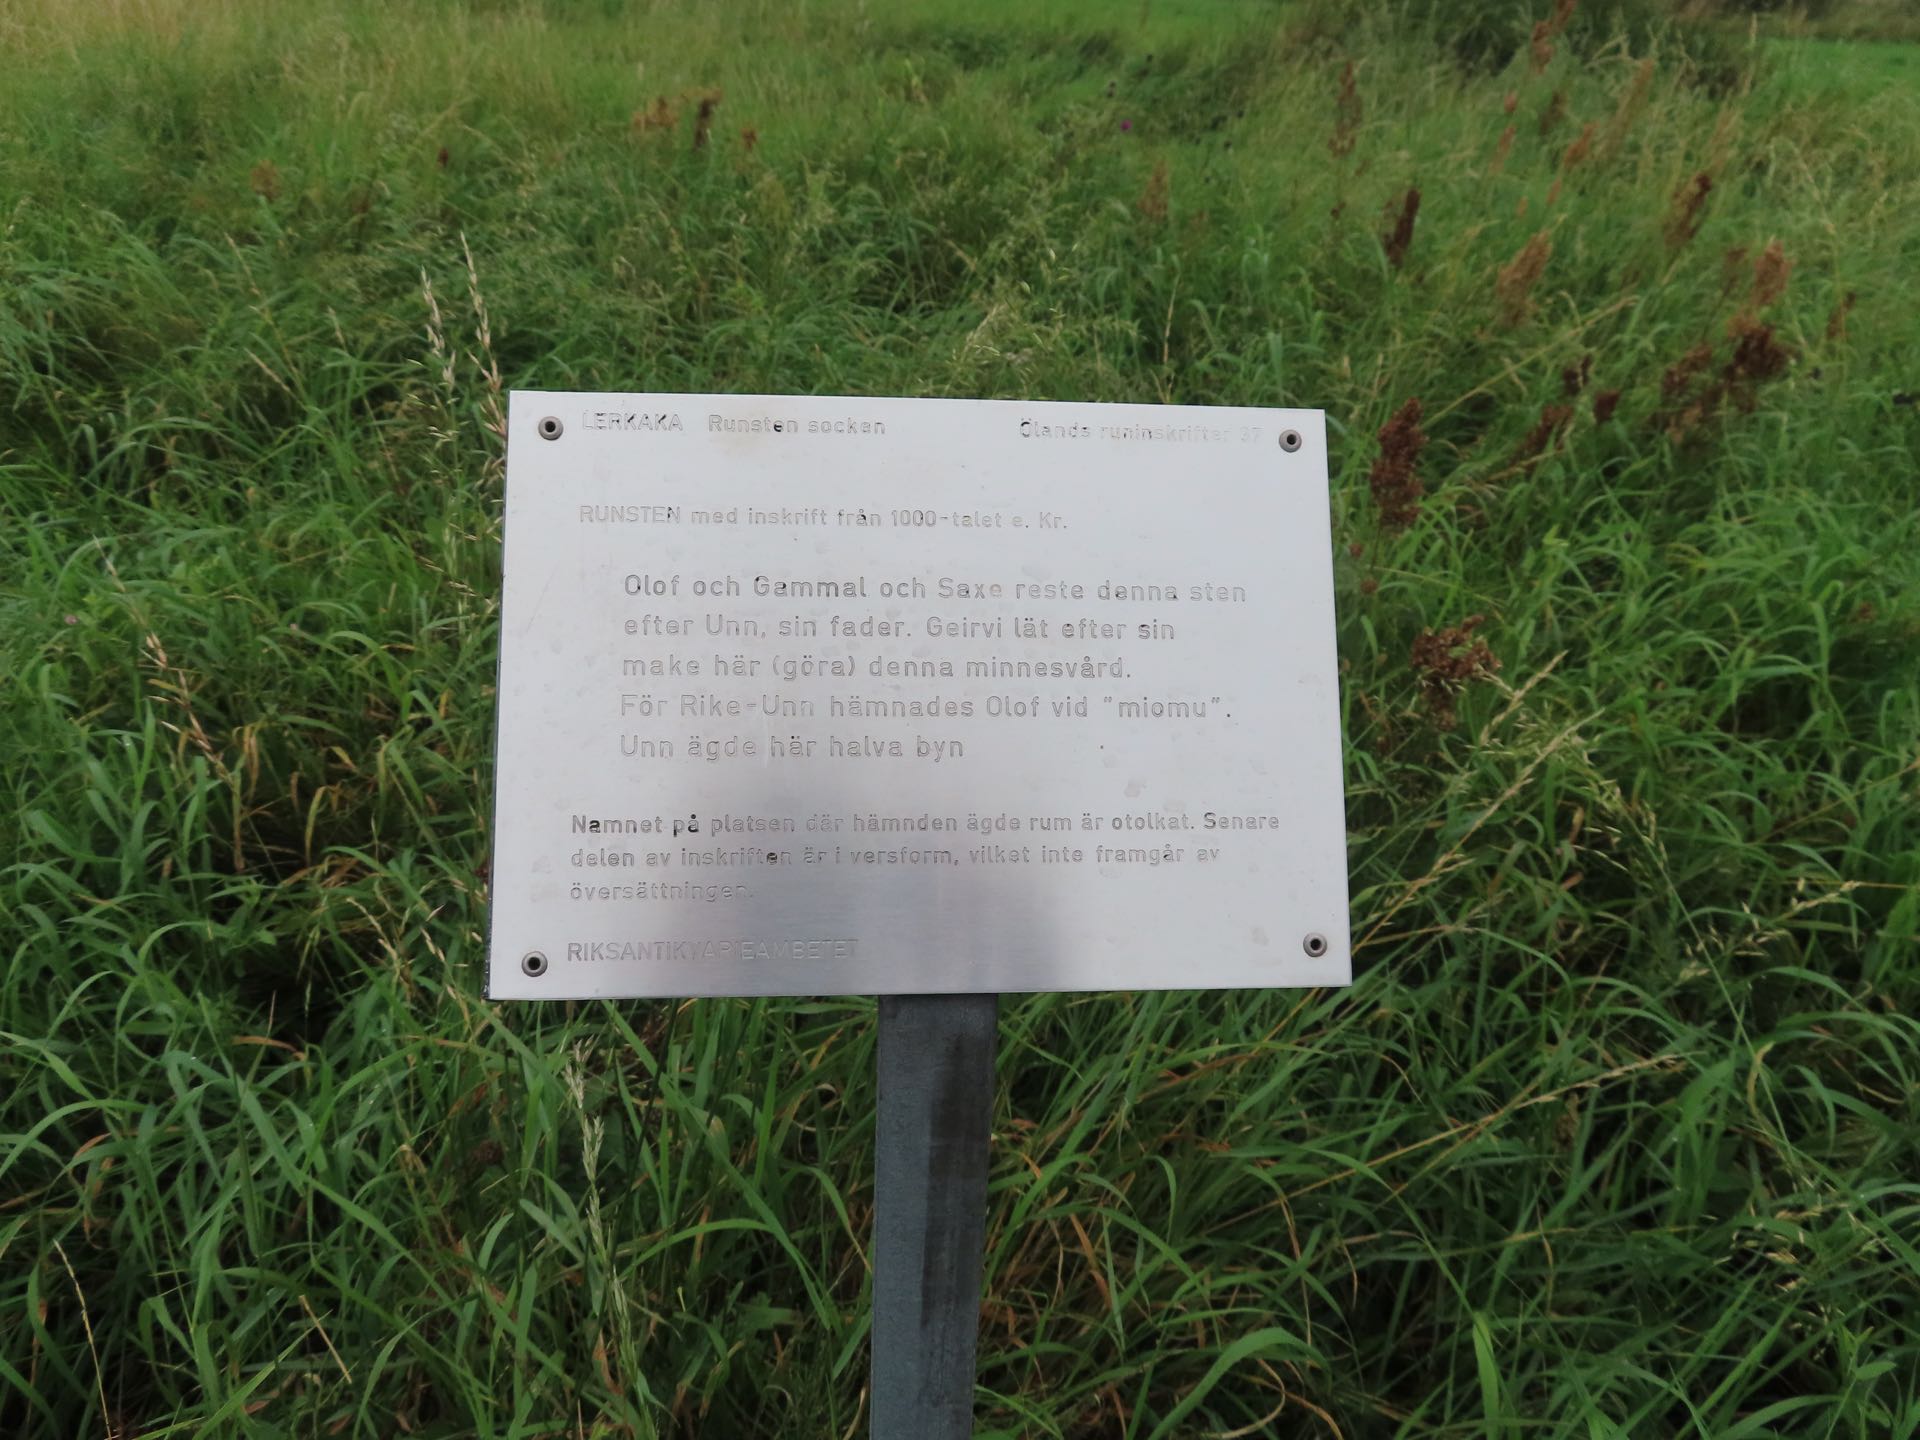 LERKAKA Runsten socken Ölands runinskrifter 37
RUNSTEN med inskrift från 1000-talet e. Kr.
Olof och Gammal och Saxe reste denna sten
efter Unn, sin fader. Geirvi lät efter sin
make här (göra) denna minnesvård.
För Rike-Unn hämnades Olof vid "miomu".
Unn ägde här halva byn
Namnet på platsen där hämnden ägde rum är otolkat. Senare
delen av inskriften är i versform, vilket inte framgår av
översättningen.
RIKSANTIKVARIEÄMBETET